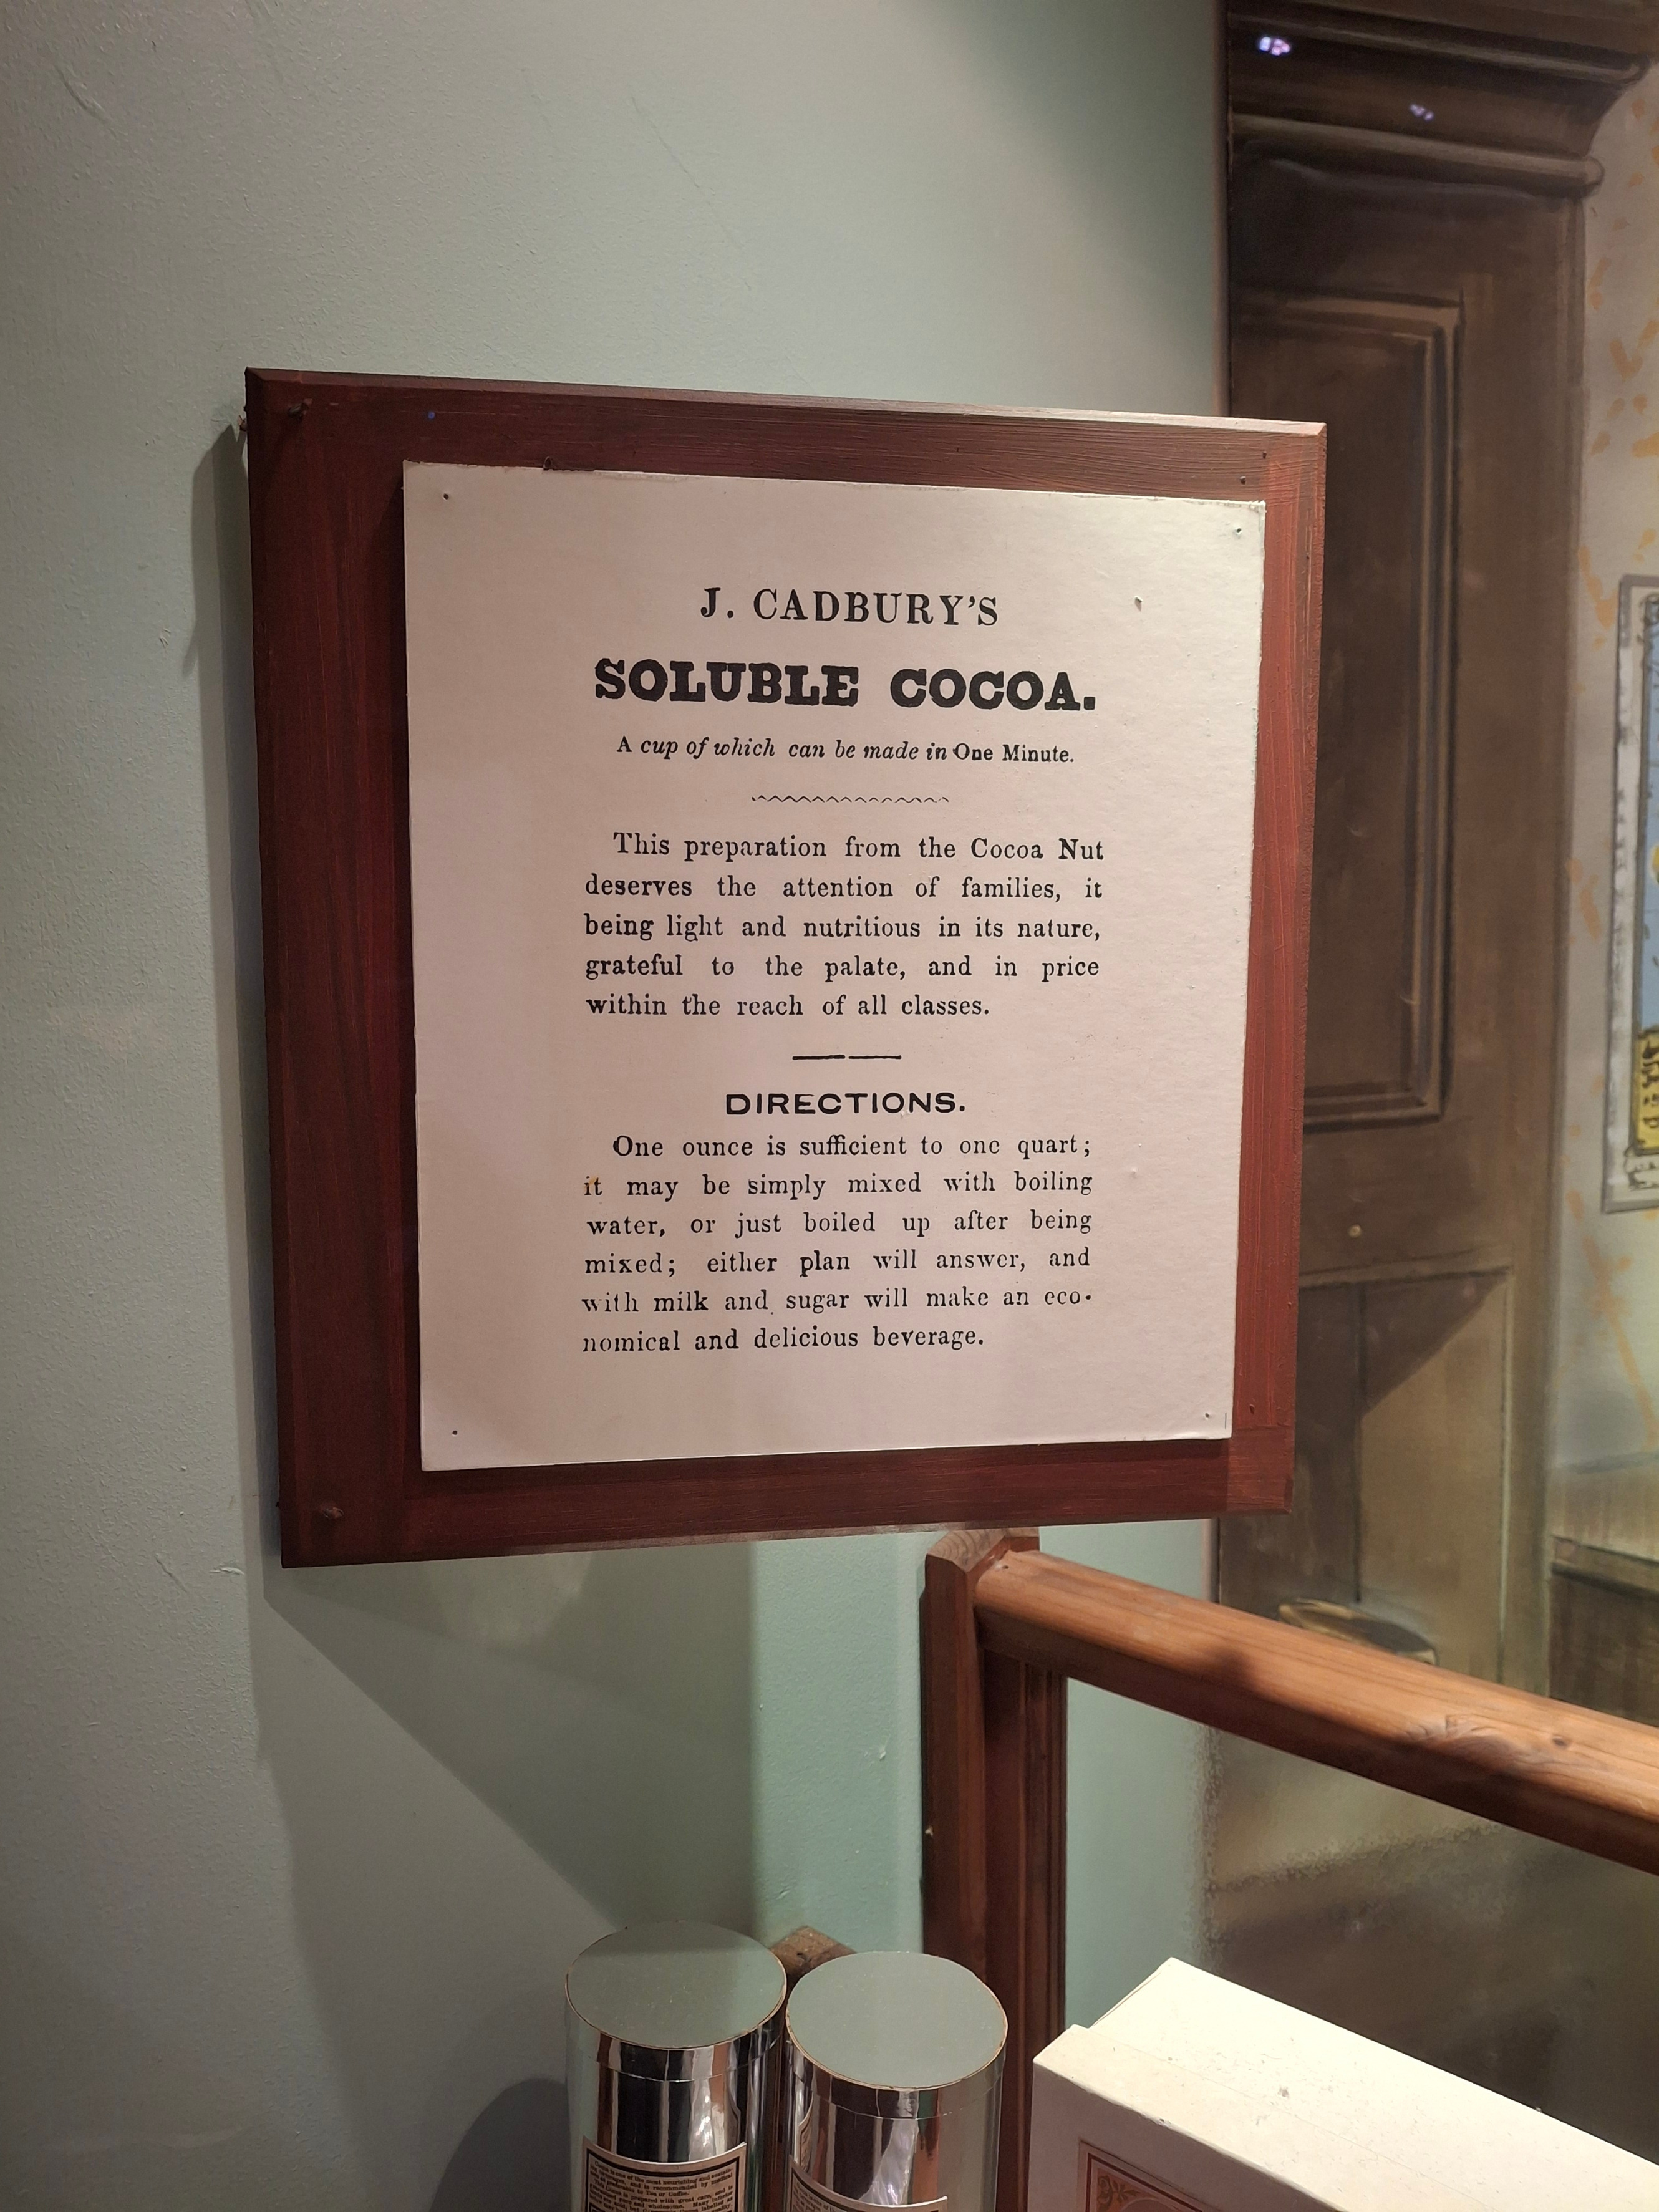 J. CADBURY'S
SOLUBLE COCOA.
A cup of which can be made in One Minute.
This preparation from the Cocoa Nut
deserves the attention of families, it
being light and nutritious in its nature,
grateful to the palate, and in price
within the reach of all classes.
DIRECTIONS.
One ounce is sufficient to one quart;
it may be simply mixed with boiling
water, or just boiled up after being
mixed; either plan will answer, and
with milk and sugar will make an eco-
nomical and delicious beverage.